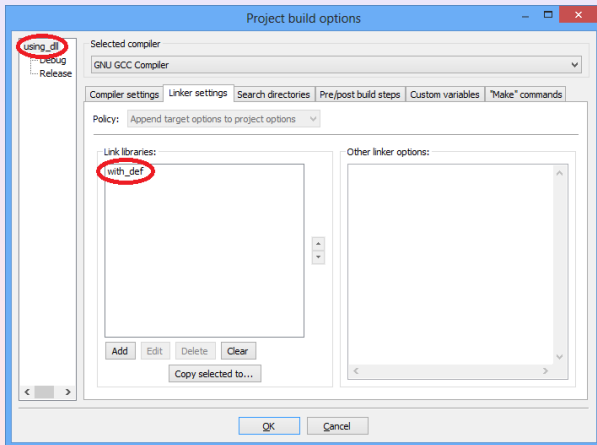 Project build options
using_dll
Debug
Release
Selected compiler
GNU GCC Compiler
Compiler settings
Linker settings
Search directories
Pre/post build steps
Custom variables
"Make" commands
Policy:
Append target options to project options
Link libraries:
with_def
Other linker options:
Add
Edit
Delete
Clear
Copy selected to...
OK
Cancel